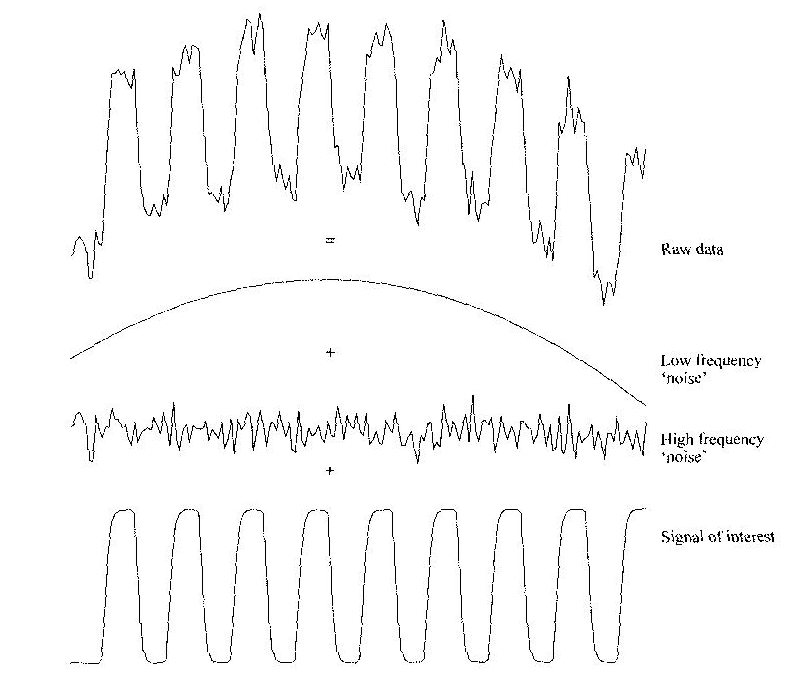 =
Raw data
+
Low frequency
‘noise’
High frequency
‘noise’
+
Signal of interest